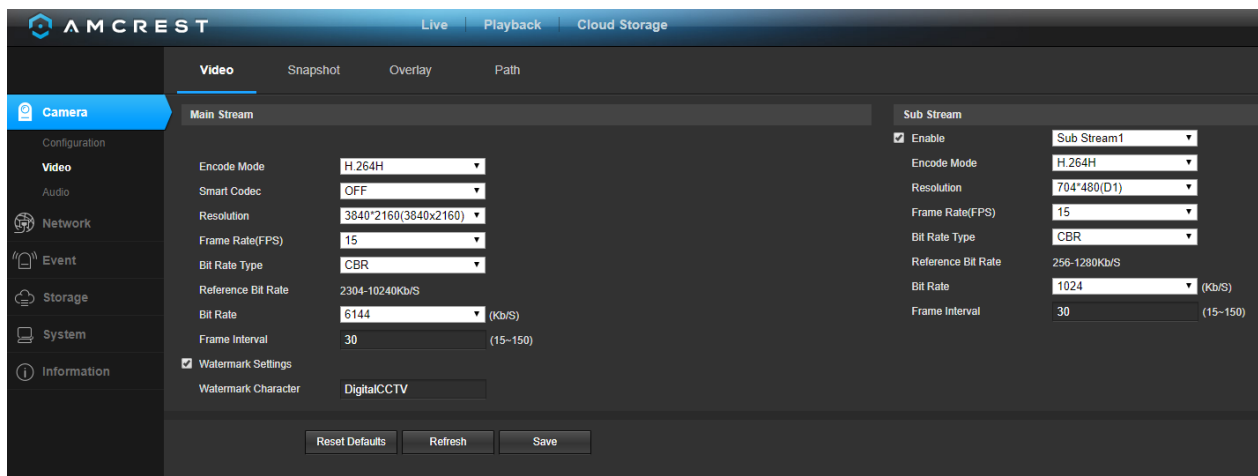 AMCREST
Live Playback Cloud Storage
Video Snapshot Overlay Path
Camera
Configuration
Video
Audio
Network
Event
Storage
System
Information
Main Stream
Encode Mode H.264H
Smart Codec OFF
Resolution 3840*2160(3840x2160)
Frame Rate(FPS) 15
Bit Rate Type CBR
Reference Bit Rate 2304-10240Kb/S
Bit Rate 6144 (Kb/S)
Frame Interval 30 (15~150)
Watermark Settings
Watermark Character DigitalCCTV
Reset Defaults Refresh Save
Sub Stream
Enable Sub Stream1
Encode Mode H.264H
Resolution 704*480(D1)
Frame Rate(FPS) 15
Bit Rate Type CBR
Reference Bit Rate 256-1280Kb/S
Bit Rate 1024 (Kb/S)
Frame Interval 30 (15~150)